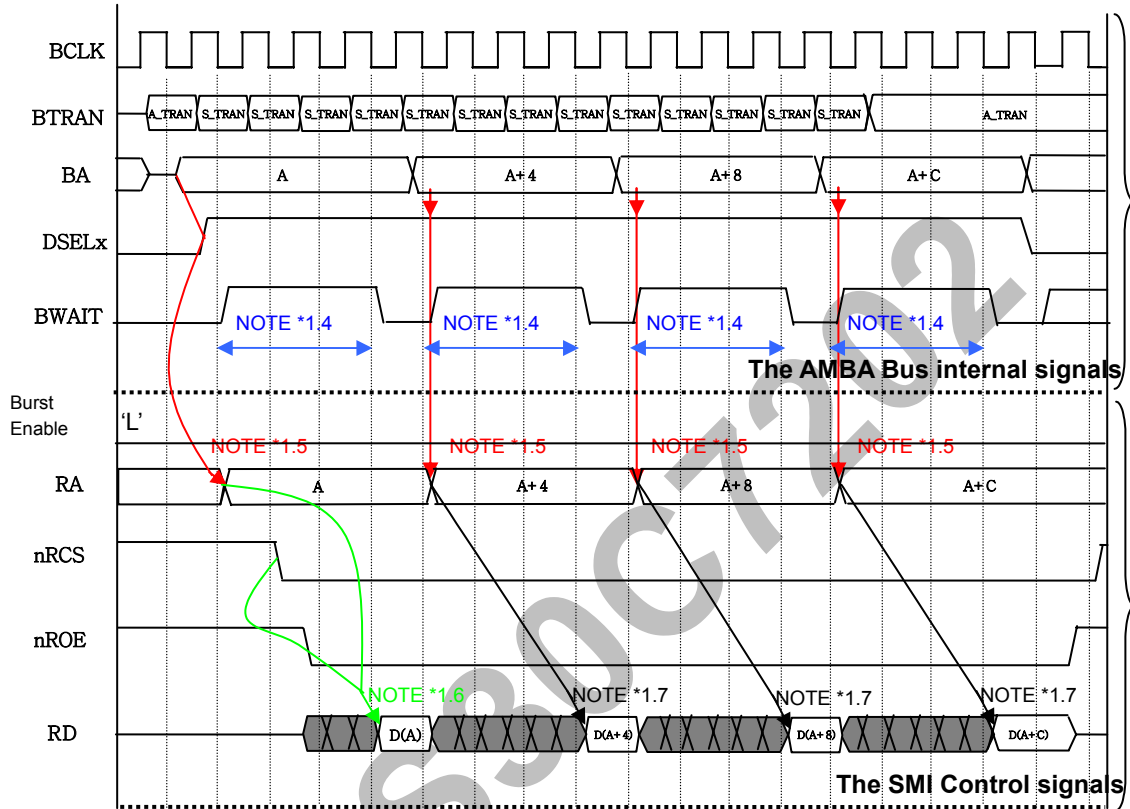 BCLK
BTRAN A_TRAN S_TRAN S_TRAN S_TRAN S_TRAN S_TRAN S_TRAN S_TRAN S_TRAN S_TRAN S_TRAN S_TRAN S_TRAN S_TRAN A_TRAN
BA A A+4 A+8 A+C
DSELx
BWAIT
NOTE *1.4 NOTE *1.4 NOTE *1.4 NOTE *1.4
The AMBA Bus internal signals
Burst
Enable
'L'
NOTE *1.5 NOTE *1.5 NOTE *1.5 NOTE *1.5
RA A A+4 A+8 A+C
nRCS
nROE
NOTE *1.6 NOTE *1.7 NOTE *1.7 NOTE *1.7
RD D(A) D(A+4) D(A+8) D(A+C)
The SMI Control signals
S30C7202